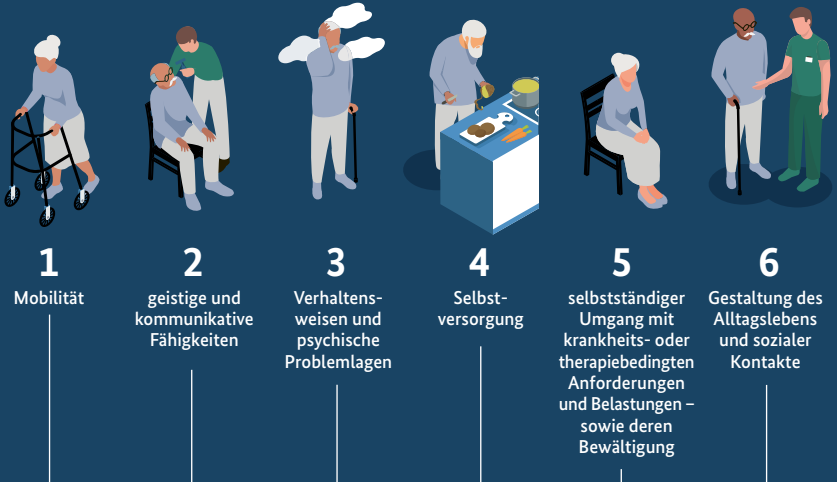 1
Mobilität
2
geistige und
kommunikative
Fähigkeiten
3
Verhaltens-
weisen und
psychische
Problemlagen
4
Selbst-
versorgung
5
selbstständiger
Umgang mit
krankheits- oder
therapiebedingten
Anforderungen
und Belastungen –
sowie deren
Bewältigung
6
Gestaltung des
Alltagslebens
und sozialer
Kontakte